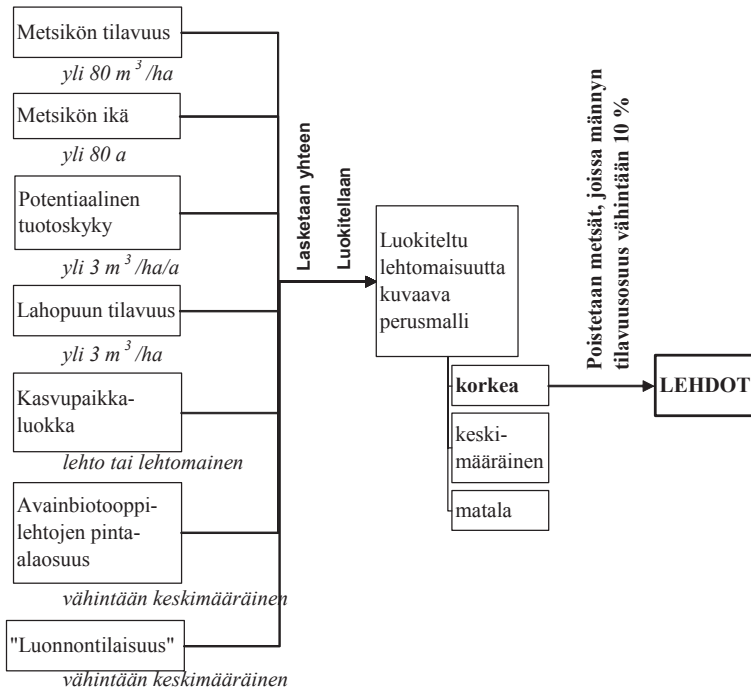 Metsikön tilavuus
yli 80 m³/ha
Metsikön ikä
yli 80 a
Potentiaalinen
tuotoskyky
yli 3 m³/ha/a
Lahopuun tilavuus
yli 3 m³/ha
Kasvupaikka-
luokka
lehto tai lehtomainen
Avainbiotooppi-
lehtojen pinta-
alaosuus
vähintään keskimääräinen
"Luonnontilaisuus"
vähintään keskimääräinen
Lasketaan yhteen
Luokitellaan
Luokiteltu
lehtomaisuutta
kuvaava
perusmalli
korkea
keski-
määräinen
matala
Poistetaan metsät, joissa männyn
tilavuusosuus vähintään 10 %
LEHDOT